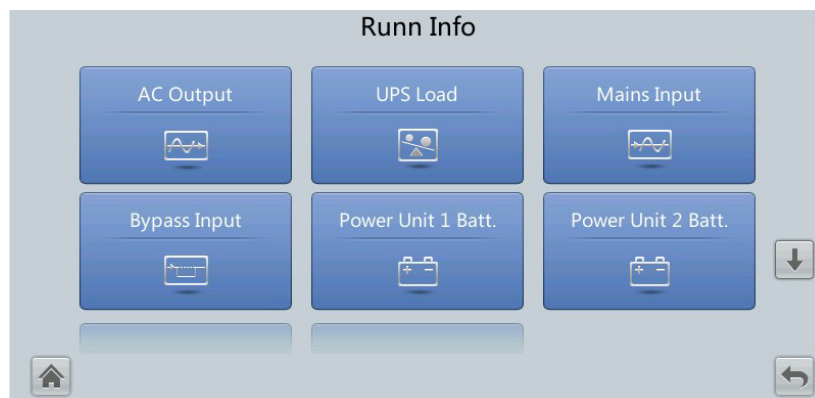 Runn Info
AC Output
UPS Load
Mains Input
Bypass Input
Power Unit 1 Batt.
Power Unit 2 Batt.